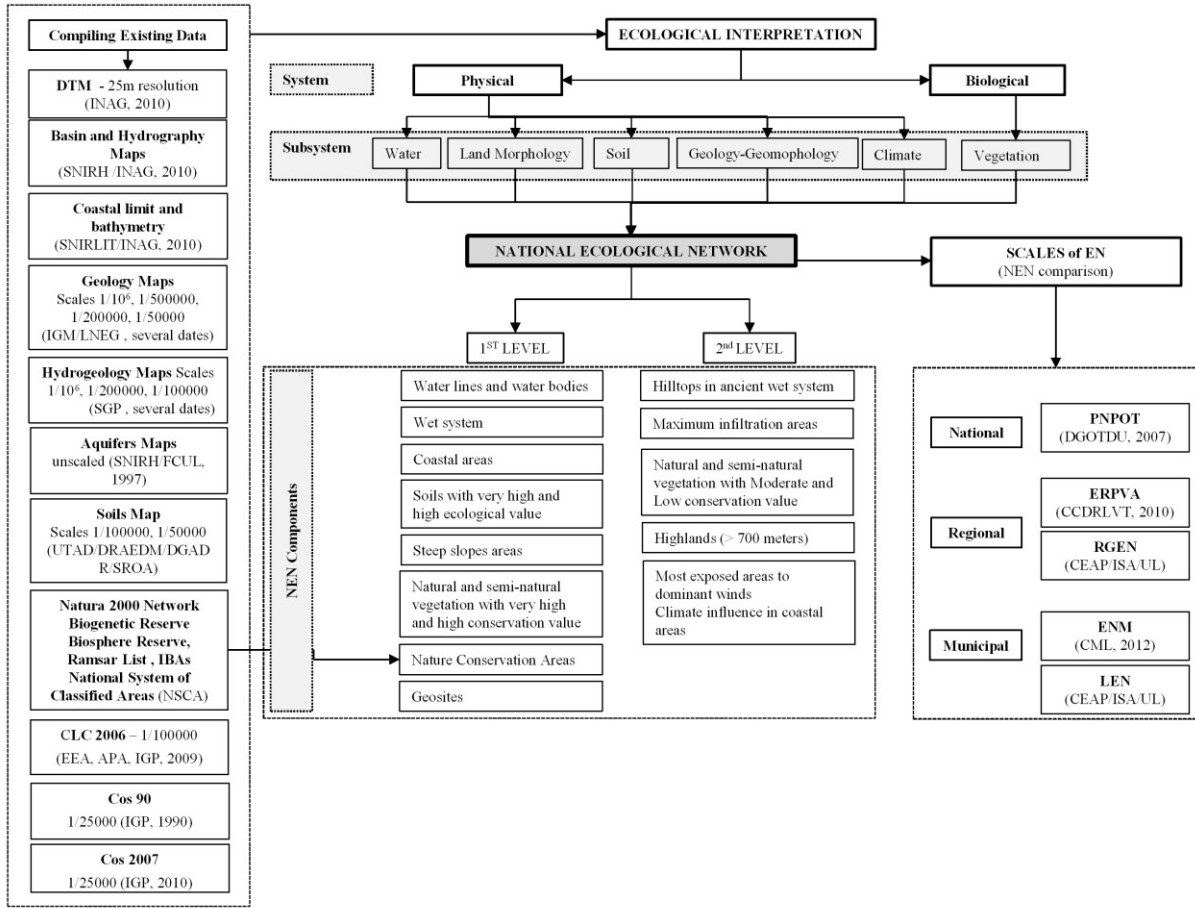 Compiling Existing Data
DTM - 25m resolution
(INAG, 2010)
Basin and Hydrography
Maps
(SNIRH /INAG, 2010)
Coastal limit and
bathymetry
(SNIRLIT/INAG, 2010)
Geology Maps
Scales 1/10⁶, 1/500000,
1/200000, 1/50000
(IGM/LNEG , several dates)
Hydrogeology Maps Scales
1/10⁶, 1/200000, 1/100000
(SGP , several dates)
Aquifers Maps
unscaled (SNIRH/FCUL,
1997)
Soils Map
Scales 1/100000, 1/50000
(UTAD/DRAEDM/DGAD
R/SROA)
Natura 2000 Network
Biogenetic Reserve
Biosphere Reserve,
Ramsar List , IBAs
National System of
Classified Areas (NSCA)
CLC 2006 – 1/100000
(EEA, APA, IGP, 2009)
Cos 90
1/25000 (IGP, 1990)
Cos 2007
1/25000 (IGP, 2010)
ECOLOGICAL INTERPRETATION
System
Physical
Biological
Subsystem
Water
Land Morphology
Soil
Geology-Geomophology
Climate
Vegetation
NATIONAL ECOLOGICAL NETWORK
SCALES of EN
(NEN comparison)
1ST LEVEL
2nd LEVEL
NEN Components
Water lines and water bodies
Wet system
Coastal areas
Soils with very high and
high ecological value
Steep slopes areas
Natural and semi-natural
vegetation with very high
and high conservation value
Nature Conservation Areas
Geosites
Hilltops in ancient wet system
Maximum infiltration areas
Natural and semi-natural
vegetation with Moderate and
Low conservation value
Highlands (> 700 meters)
Most exposed areas to
dominant winds
Climate influence in coastal
areas
National
PNPOT
(DGOTDU, 2007)
Regional
ERPVA
(CCDRLVT, 2010)
RGEN
(CEAP/ISA/UL)
Municipal
ENM
(CML, 2012)
LEN
(CEAP/ISA/UL)